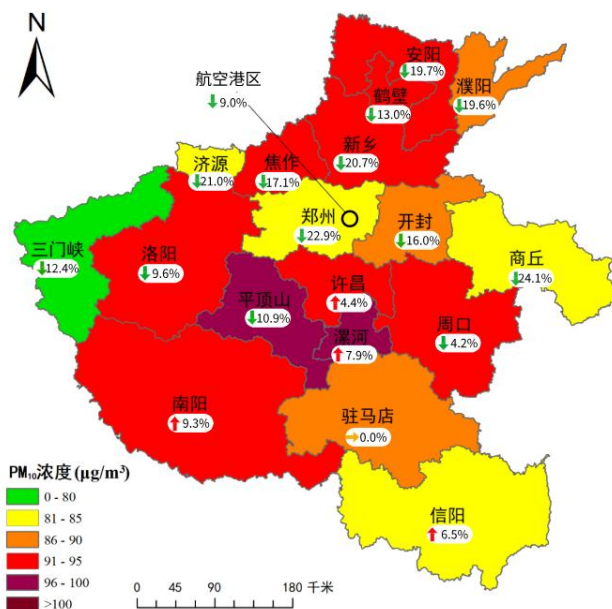 N
安阳
↓19.7%
濮阳
↓19.6%
航空港区
↓9.0%
鹤壁
↓13.0%
新乡
↓20.7%
济源
↓21.0%
焦作
↓17.1%
郑州
↓22.9%
开封
↓16.0%
三门峡
↓12.4%
洛阳
↓9.6%
商丘
↓24.1%
平顶山
↓10.9%
许昌
↑4.4%
漯河
↑7.9%
周口
↓4.2%
南阳
↑9.3%
驻马店
→0.0%
信阳
↑6.5%
PM₁₀浓度(μg/m³)
0 - 80
81 - 85
86 - 90
91 - 95
96 - 100
>100
0 45 90 180 千米